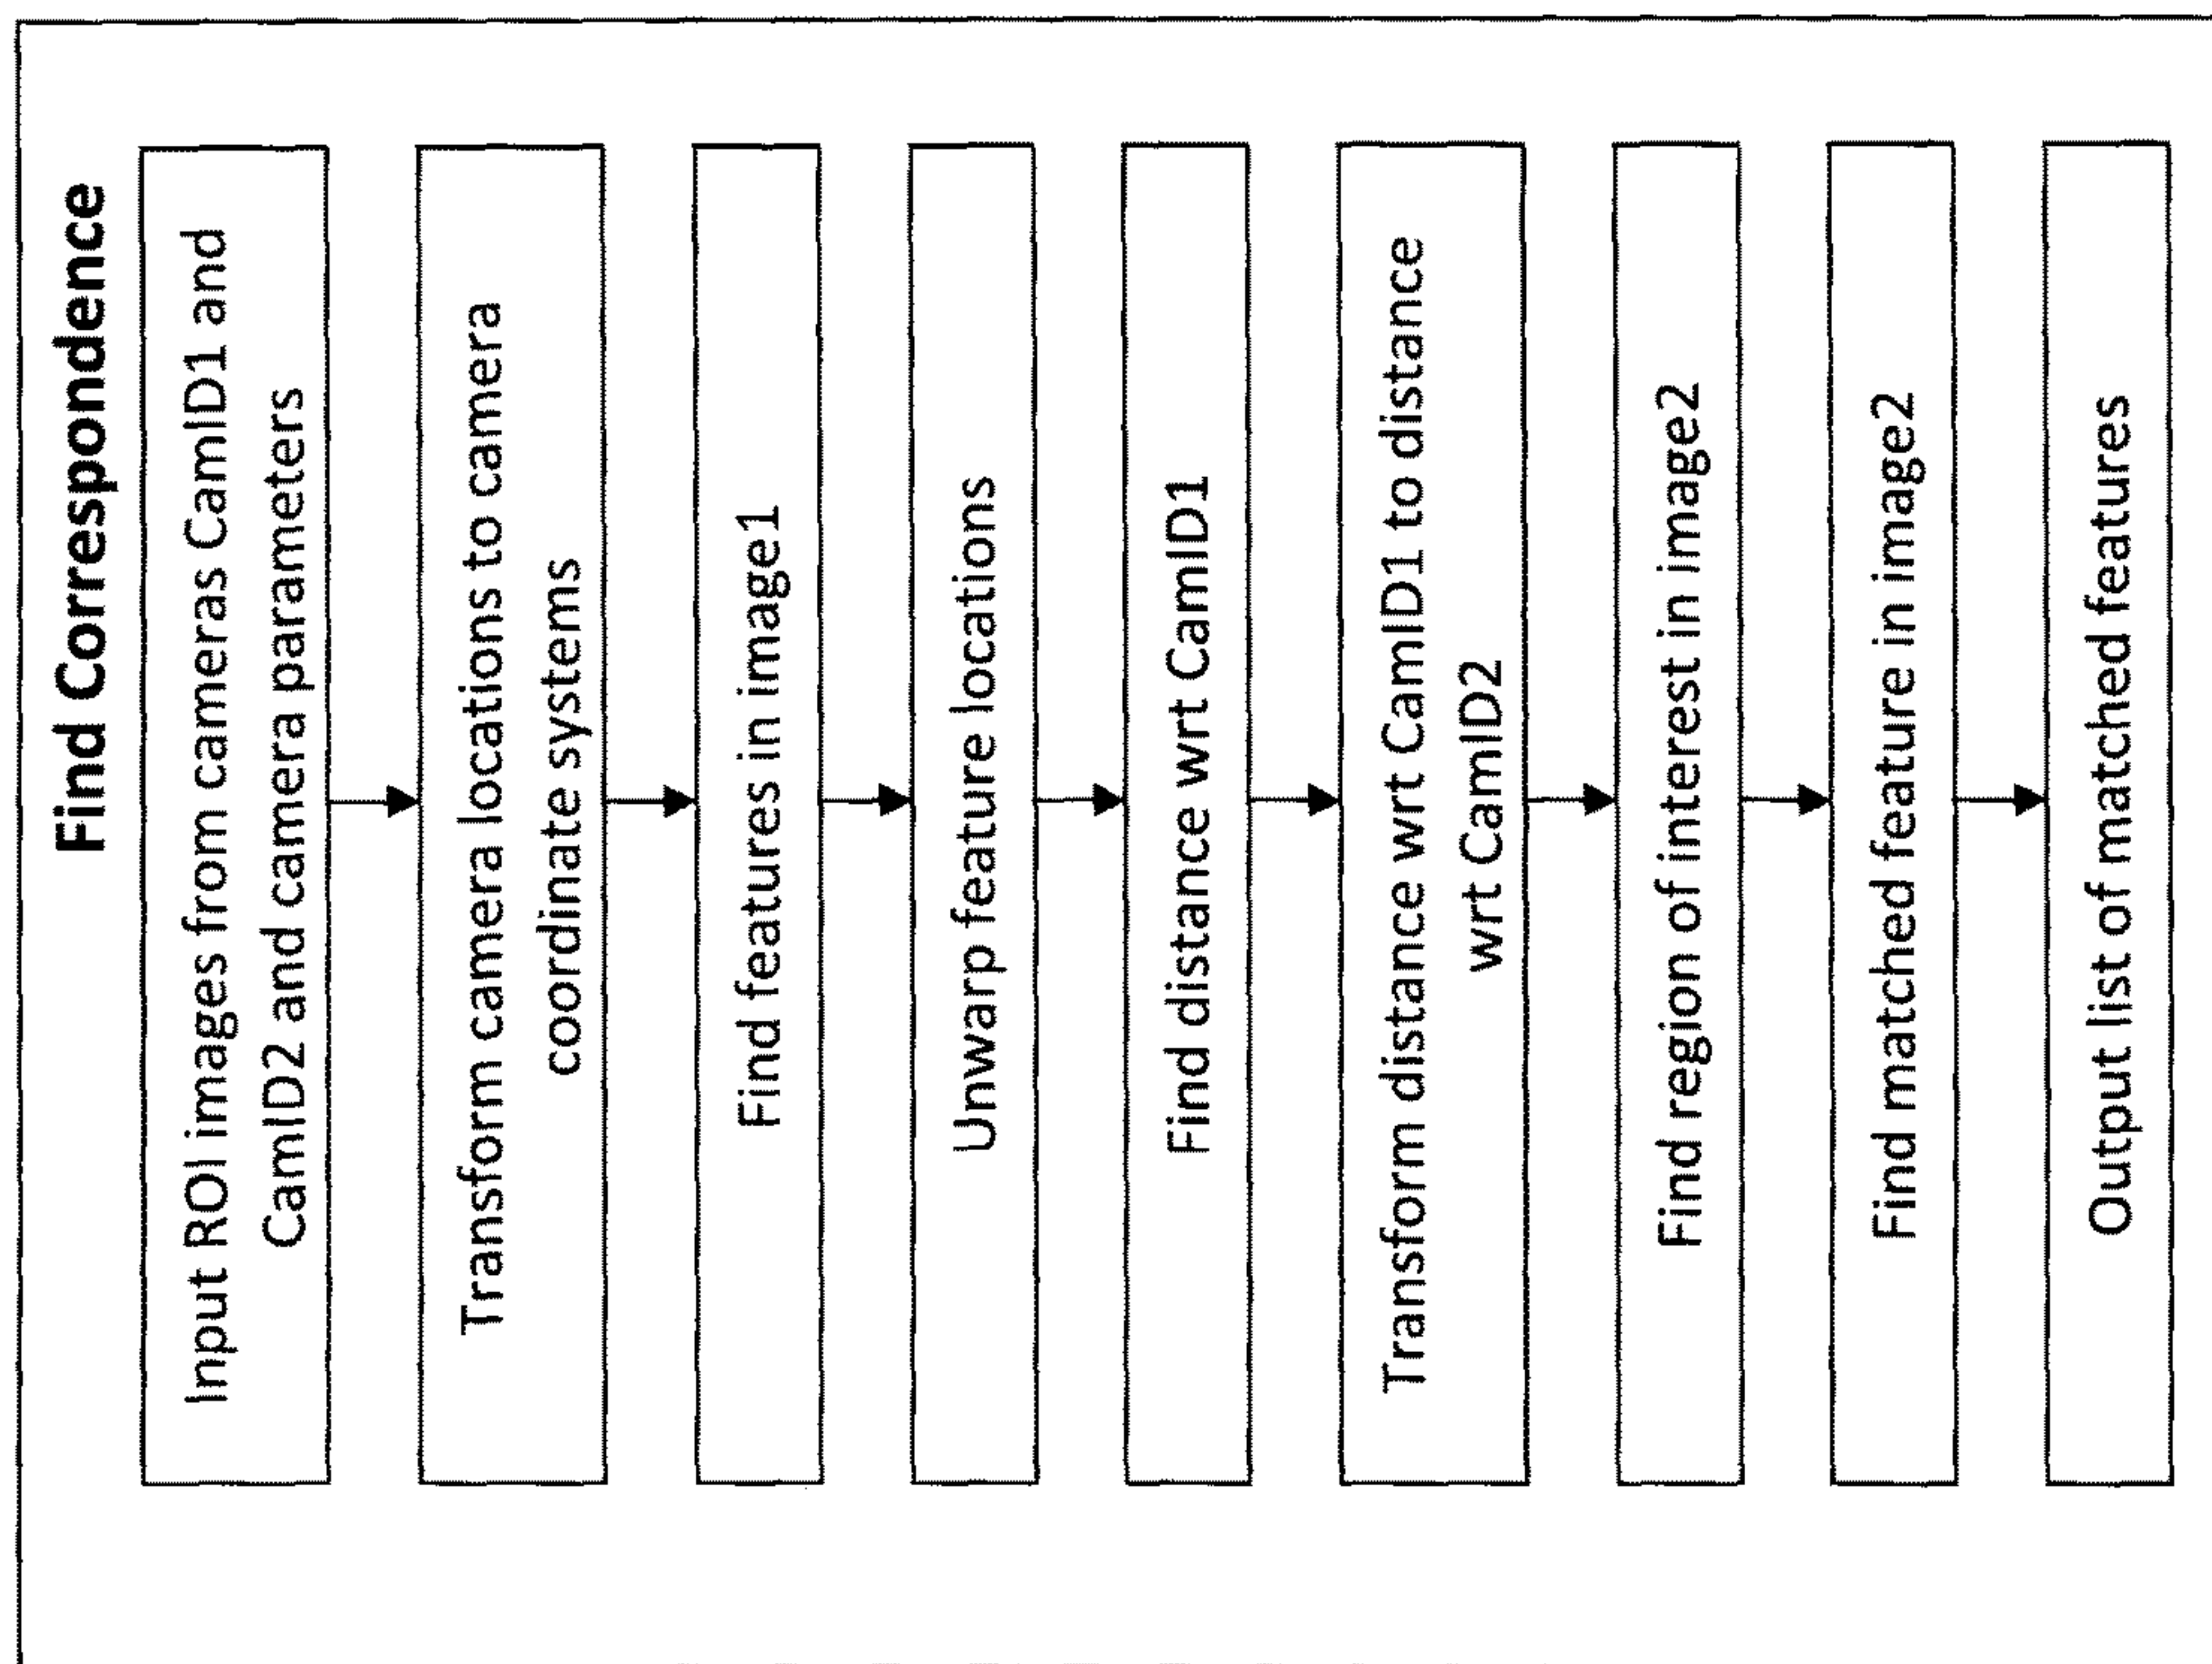 Find Correspondence
Input ROI images from cameras CamID1 and
CamID2 and camera parameters
Transform camera locations to camera
coordinate systems
Find features in image1
Unwarp feature locations
Find distance wrt CamID1
Transform distance wrt CamID1 to distance
wrt CamID2
Find region of interest in image2
Find matched feature in image2
Output list of matched features